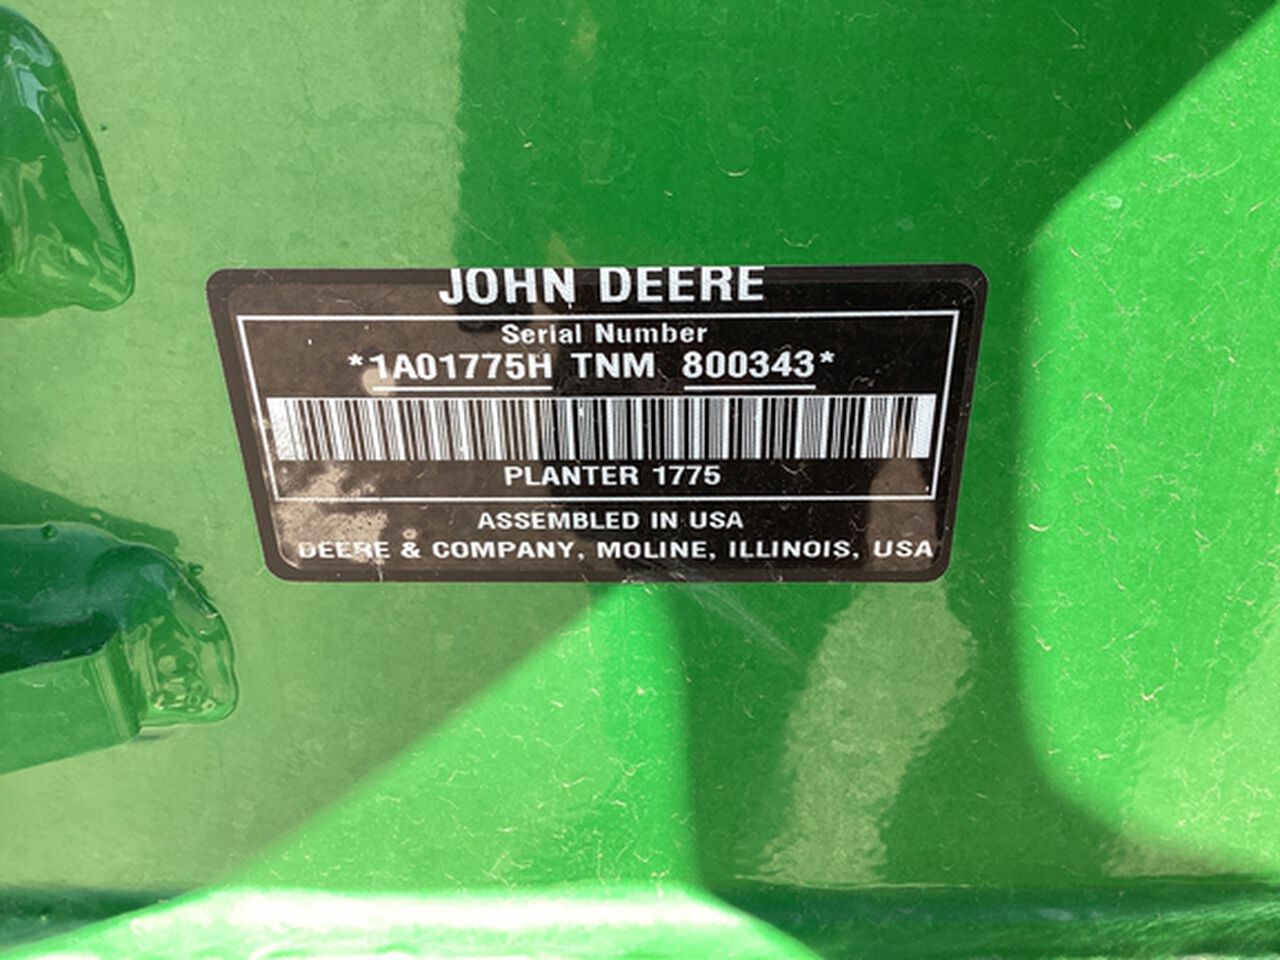 JOHN DEERE
Serial Number
*1A01775H TNM 800343*
PLANTER 1775
ASSEMBLED IN USA
DEERE & COMPANY, MOLINE, ILLINOIS, USA